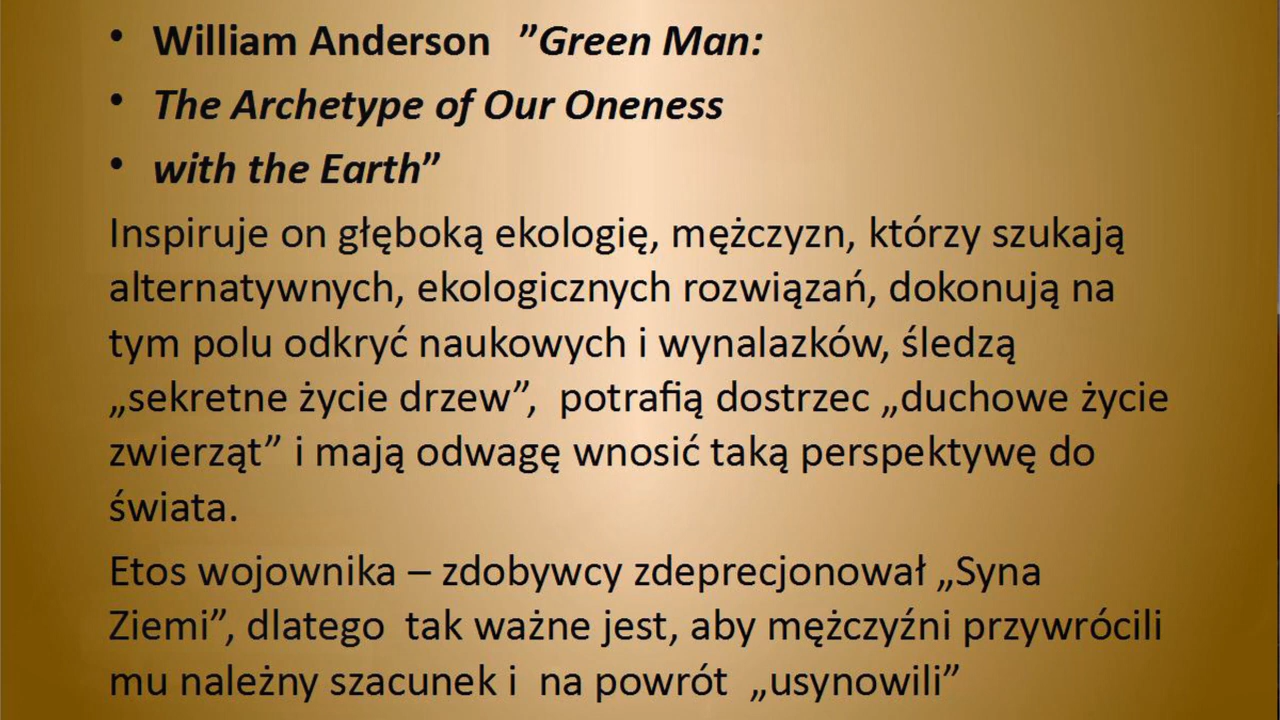 • William Anderson ”Green Man:
• The Archetype of Our Oneness
• with the Earth”
Inspiruje on głęboką ekologię, mężczyzn, którzy szukają
alternatywnych, ekologicznych rozwiązań, dokonują na
tym polu odkryć naukowych i wynalazków, śledzą
„sekretne życie drzew”, potrafią dostrzec „duchowe życie
zwierząt” i mają odwagę wnosić taką perspektywę do
świata.
Etos wojownika – zdobywcy zdeprecjonował „Syna
Ziemi”, dlatego tak ważne jest, aby mężczyźni przywrócili
mu należny szacunek i na powrót „usynowili”